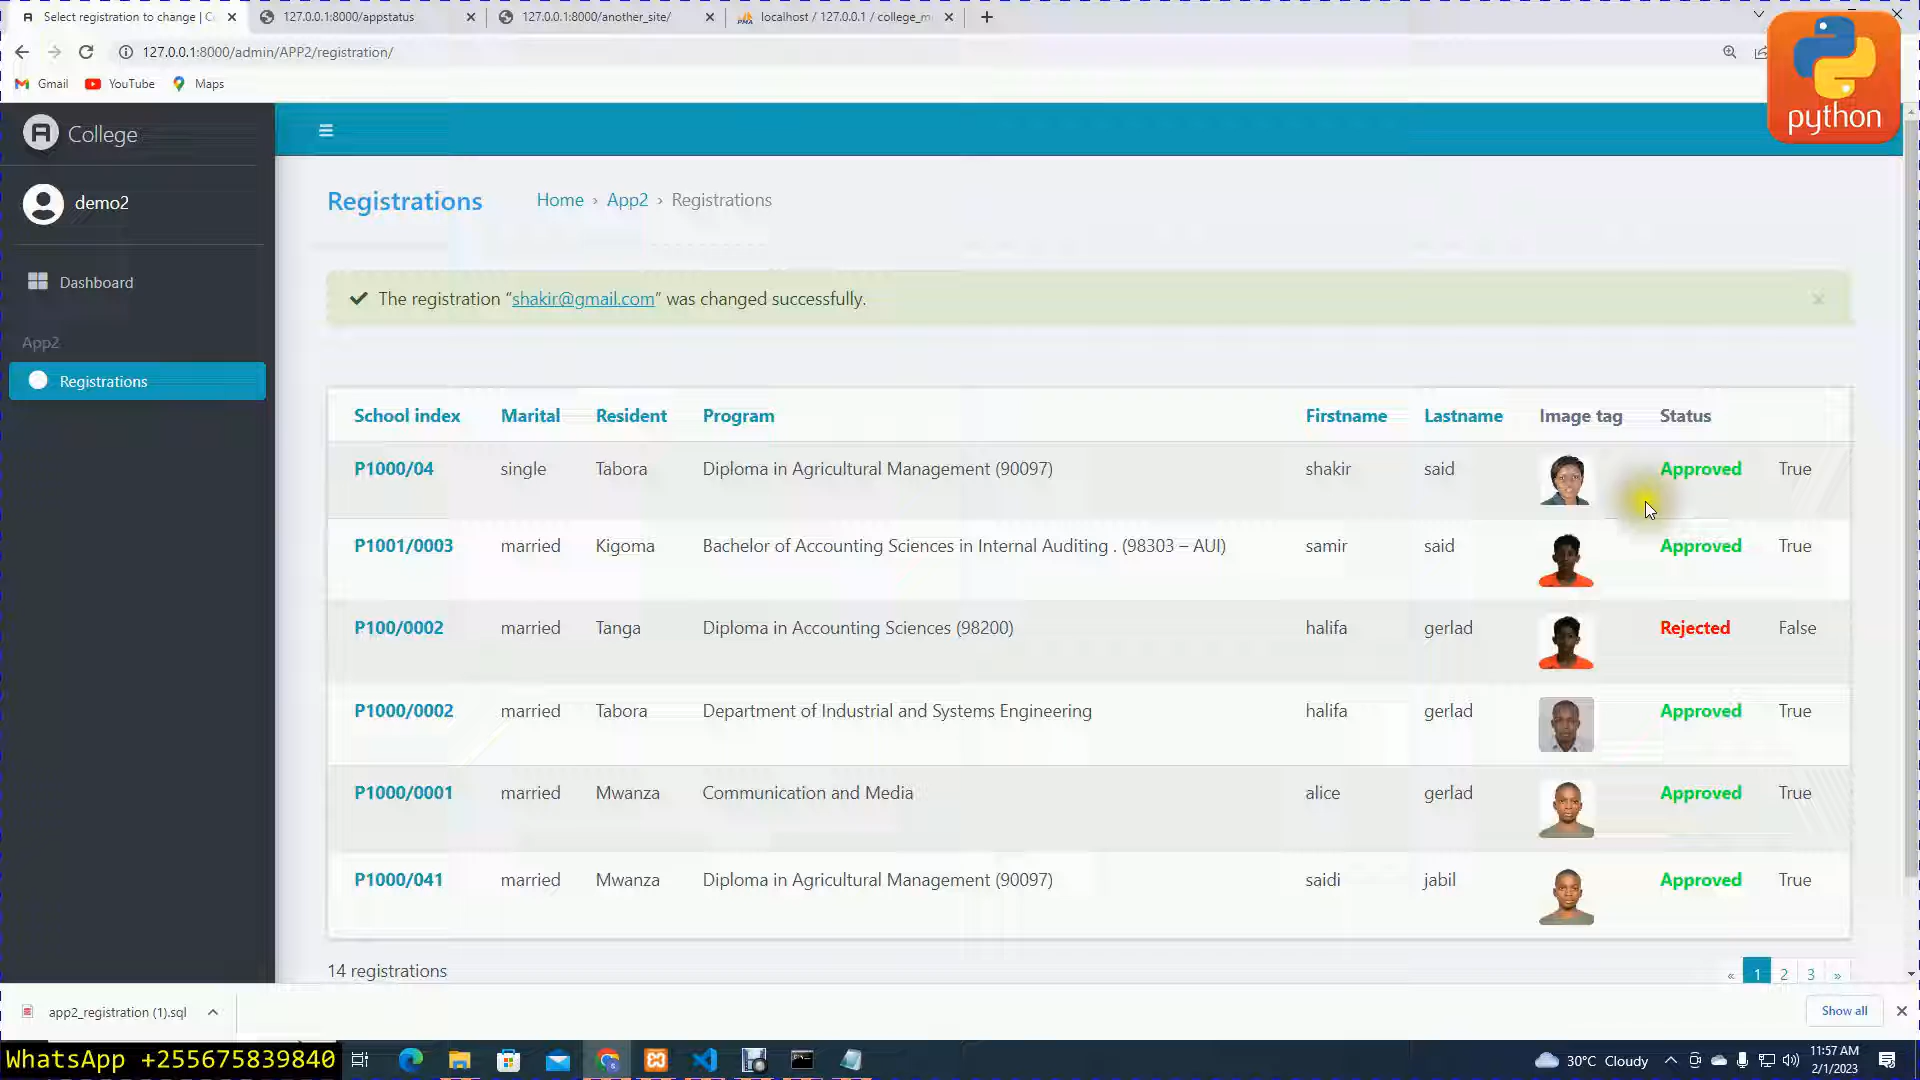 Select registration to change | C
127.0.0.1:8000/appstatus
127.0.0.1:8000/another_site/
localhost / 127.0.0.1 / college_m
127.0.0.1:8000/admin/APP2/registration/
Gmail
YouTube
Maps
python
College
demo2
Dashboard
App2
Registrations
Registrations
Home › App2 › Registrations
The registration “shakir@gmail.com” was changed successfully.
School index Marital Resident Program Firstname Lastname Image tag Status
P1000/04 single Tabora Diploma in Agricultural Management (90097) shakir said Approved True
P1001/0003 married Kigoma Bachelor of Accounting Sciences in Internal Auditing . (98303 – AUI) samir said Approved True
P100/0002 married Tanga Diploma in Accounting Sciences (98200) halifa gerlad Rejected False
P1000/0002 married Tabora Department of Industrial and Systems Engineering halifa gerlad Approved True
P1000/0001 married Mwanza Communication and Media alice gerlad Approved True
P1000/041 married Mwanza Diploma in Agricultural Management (90097) saidi jabil Approved True
14 registrations
« 1 2 3 »
app2_registration (1).sql
Show all
WhatsApp +255675839840
30°C Cloudy
11:57 AM
2/1/2023